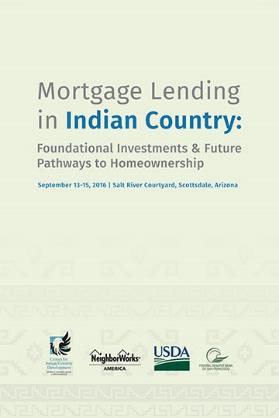 Mortgage Lending
in Indian Country:
Foundational Investments & Future
Pathways to Homeownership
September 13-15, 2016 | Salt River Courtyard, Scottsdale, Arizona
Center for
Indian Country
Development
NeighborWorks®
AMERICA
USDA
FEDERAL RESERVE BANK
OF SAN FRANCISCO